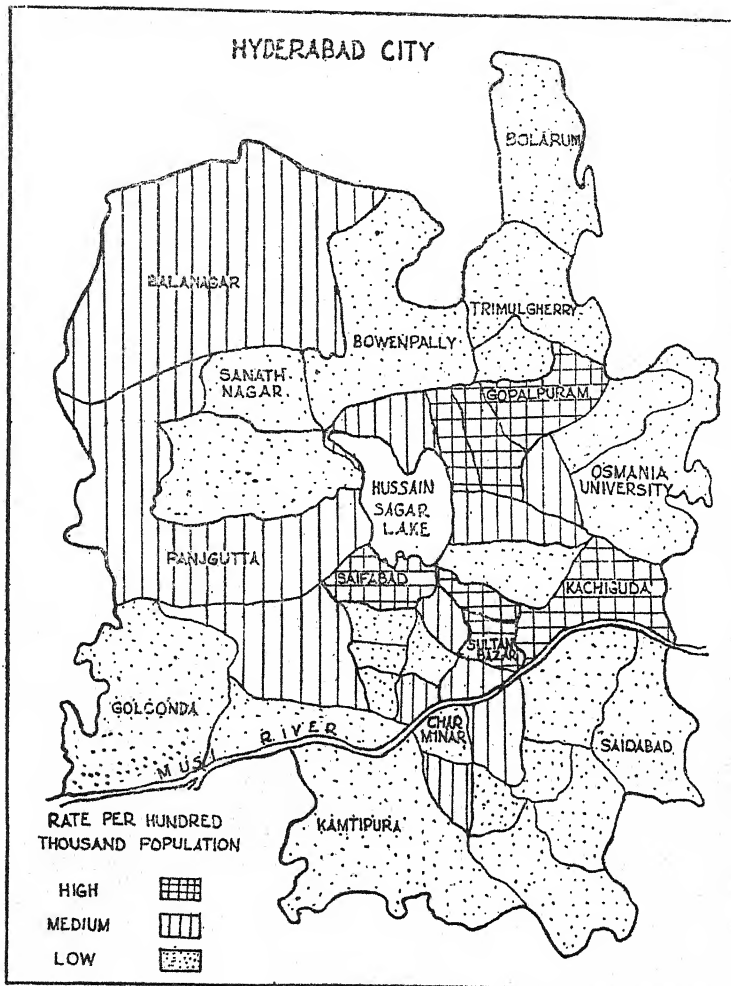 HYDERABAD CITY
BOLARUM
BALANAGAR
TRIMULGHERRY
BOWENPALLY
SANATH
NAGAR
GOPALPURAM
HUSSAIN
SAGAR
LAKE
OSMANIA
UNIVERSITY
PANJGUTTA
SAIFABAD
KACHIGUDA
SULTAN
BAZAR
GOLCONDA
CHAR
MINAR
MUSI RIVER
SAIDABAD
KAMTIPURA
RATE PER HUNDRED
THOUSAND POPULATION
HIGH
MEDIUM
LOW